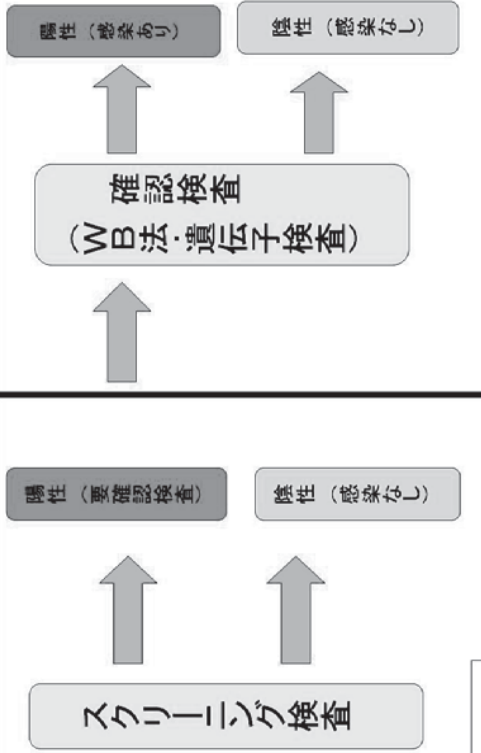 スクリーニング検査
陽性（要確認検査）
陰性（感染なし）
確認検査
（WB法・遺伝子検査）
陽性（感染あり）
陰性（感染なし）